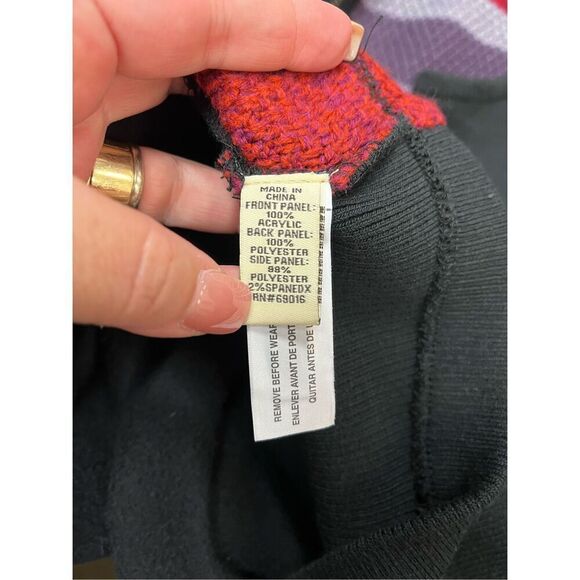 MADE IN
CHINA
FRONT PANEL:
100%
ACRYLIC
BACK PANEL:
100%
POLYESTER
SIDE PANEL:
98%
POLYESTER
2%SPANEDX
RN#69016
REMOVE BEFORE WEAR
ENLEVER AVANT DE PORT
QUITAR ANTES DE U